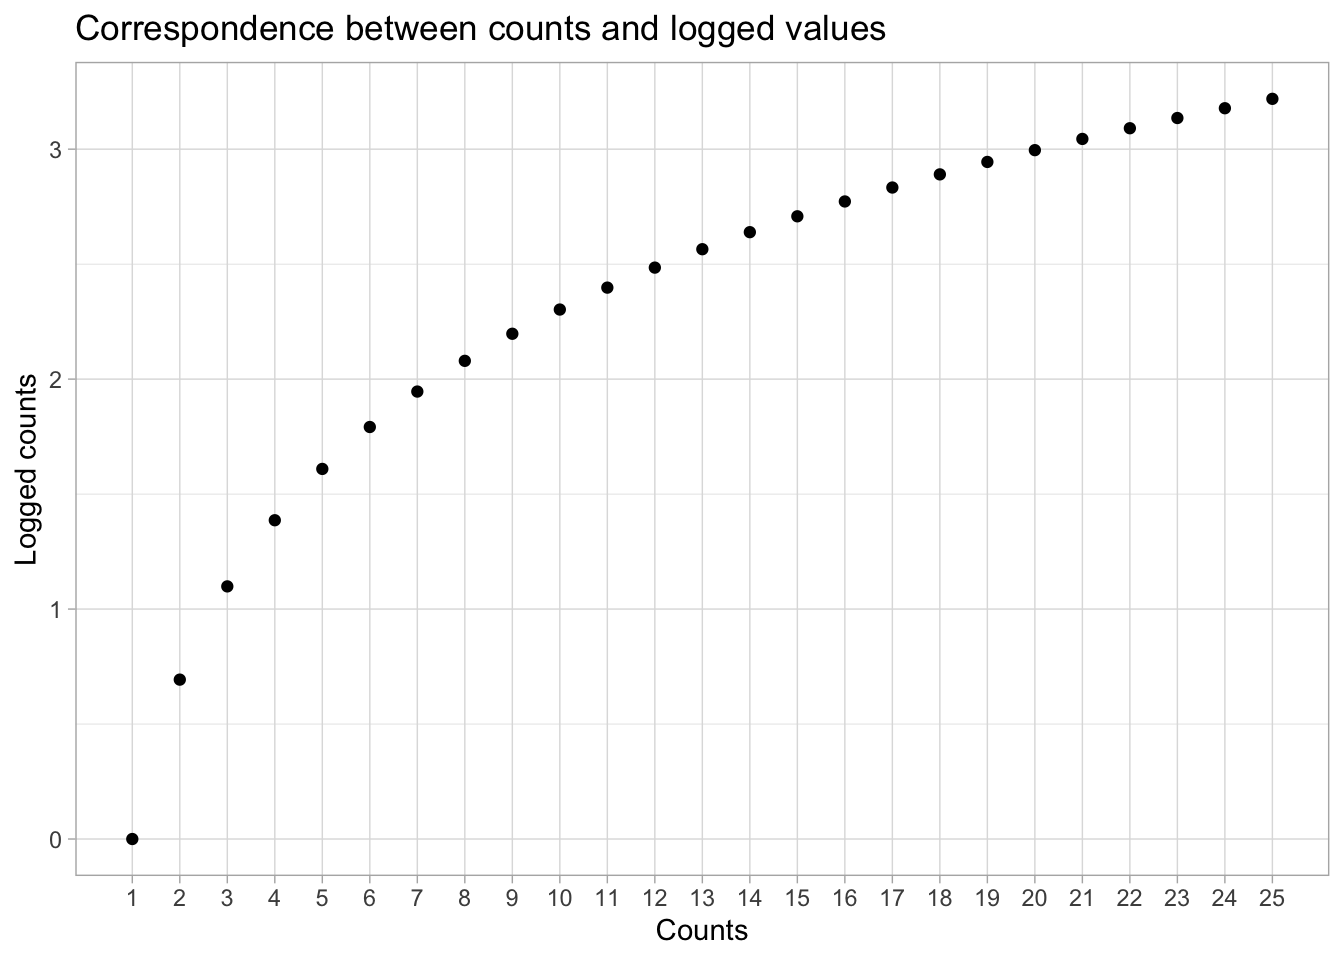 Correspondence between counts and logged values
Logged counts
3
2
1
0
1 2 3 4 5 6 7 8 9 10 11 12 13 14 15 16 17 18 19 20 21 22 23 24 25
Counts